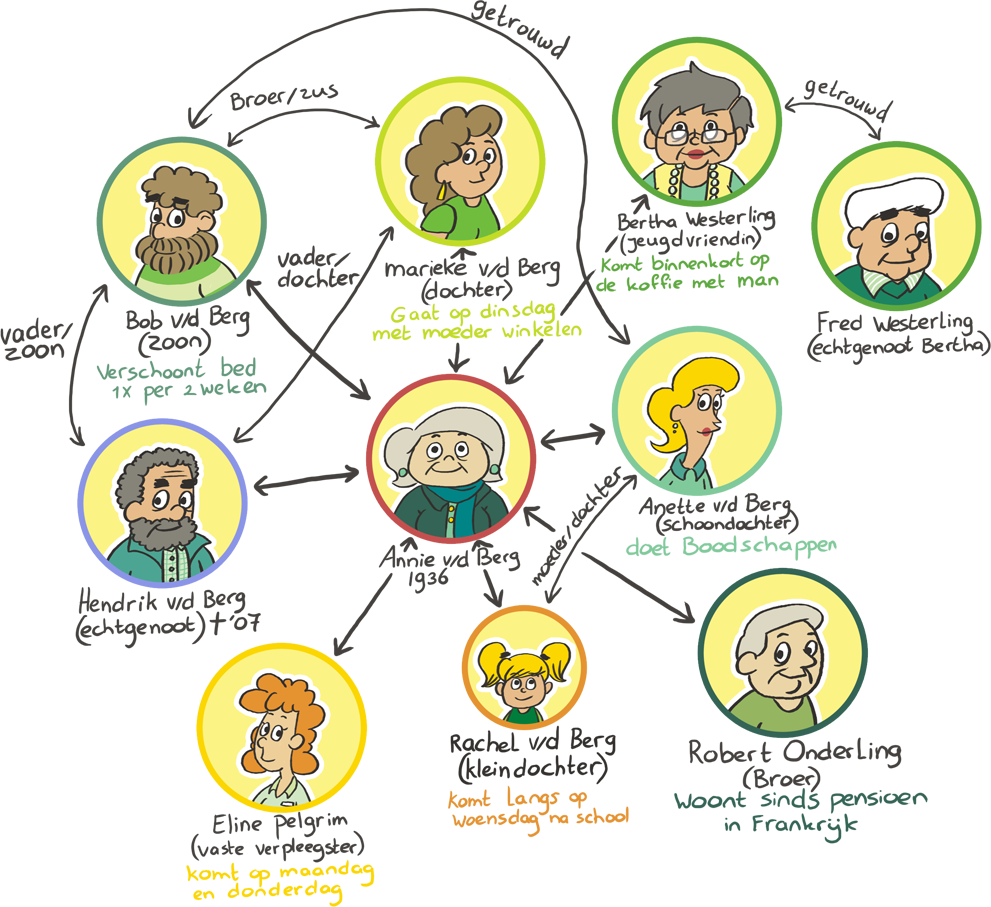 getrouwd
Broer/zus
getrouwd
Bertha Westerling
(jeugdvriendin)
Komt binnenkort op
de koffie met man
vader/
dochter
marieke v/d Berg
(dochter)
Gaat op dinsdag
met moeder winkelen
Fred Westerling
(echtgenoot Bertha)
vader/
zoon
Bob v/d Berg
(zoon)
Verschoont bed
1x per 2 weken
Anette v/d Berg
(schoondochter)
doet Boodschappen
moeder/dochter
Annie v/d Berg
1936
Hendrik v/d Berg
(echtgenoot) †'07
Rachel v/d Berg
(kleindochter)
komt Langs op
woensdag na school
Robert Onderling
(Broer)
Woont sinds pensioen
in Frankrijk
Eline Pelgrim
(vaste verpleegster)
komt op maandag
en donderdag